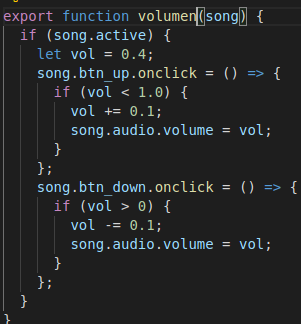 export function volumen(song) {
  if (song.active) {
    let vol = 0.4;
    song.btn_up.onclick = () => {
      if (vol < 1.0) {
        vol += 0.1;
        song.audio.volume = vol;
      }
    };
    song.btn_down.onclick = () => {
      if (vol > 0) {
        vol -= 0.1;
        song.audio.volume = vol;
      }
    };
  }
}